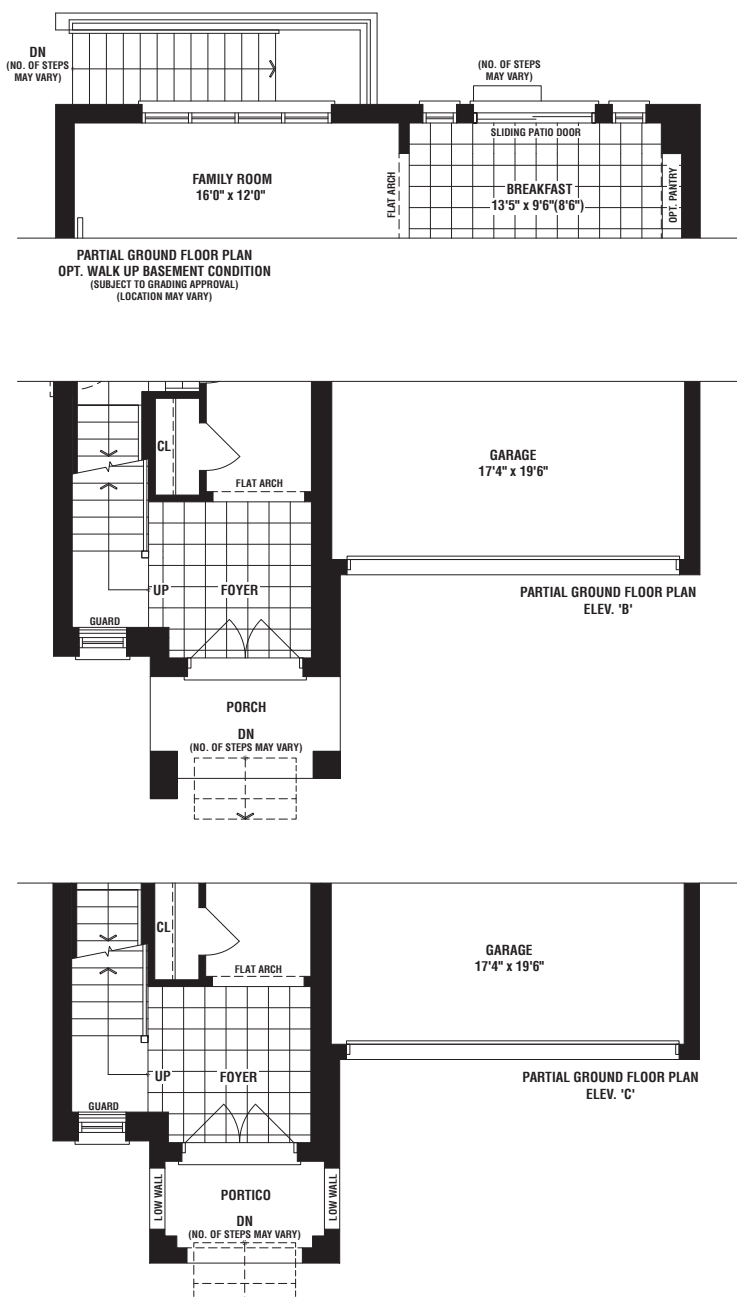 DN
(NO. OF STEPS
MAY VARY)
(NO. OF STEPS
MAY VARY)
SLIDING PATIO DOOR
FAMILY ROOM
16'0" x 12'0"
FLAT ARCH
BREAKFAST
13'5" x 9'6"(8'6")
OPT. PANTRY
PARTIAL GROUND FLOOR PLAN
OPT. WALK UP BASEMENT CONDITION
(SUBJECT TO GRADING APPROVAL)
(LOCATION MAY VARY)
CL
FLAT ARCH
GARAGE
17'4" x 19'6"
UP
FOYER
GUARD
PARTIAL GROUND FLOOR PLAN
ELEV. 'B'
PORCH
DN
(NO. OF STEPS MAY VARY)
CL
FLAT ARCH
GARAGE
17'4" x 19'6"
UP
FOYER
GUARD
PARTIAL GROUND FLOOR PLAN
ELEV. 'C'
LOW WALL
PORTICO
LOW WALL
DN
(NO. OF STEPS MAY VARY)